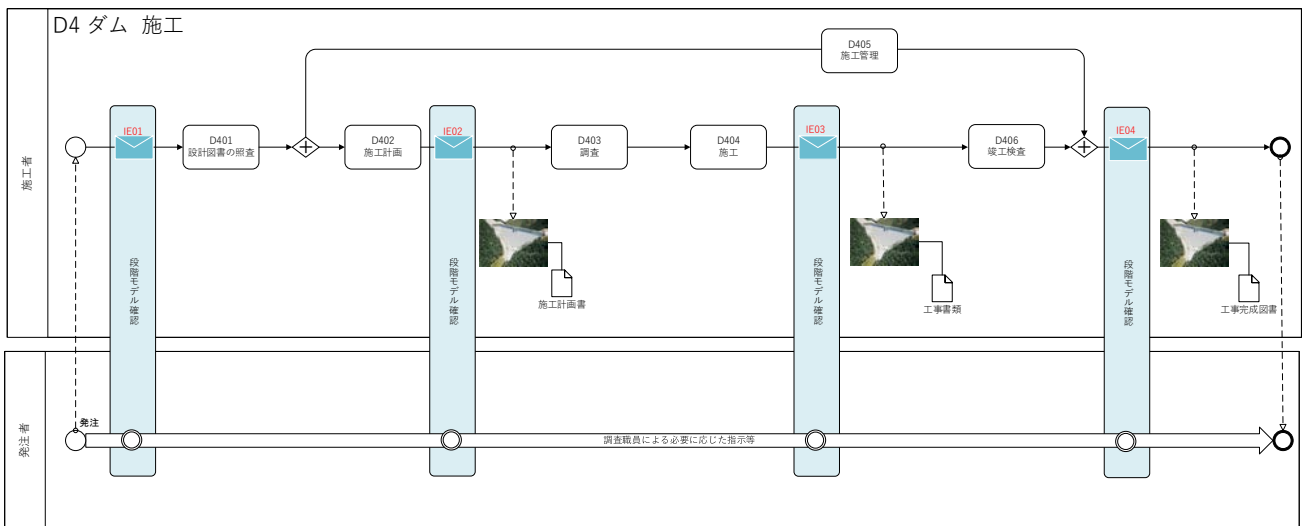 D4 ダム 施工
D405
施工管理
IE01
IE02
IE03
IE04
D401
設計図書の照査
D402
施工計画
D403
調査
D404
施工
D406
竣工検査
施工者
段階モデル確認
段階モデル確認
段階モデル確認
段階モデル確認
施工計画書
工事書類
工事完成図書
発注者
発注
調査職員による必要に応じた指示等